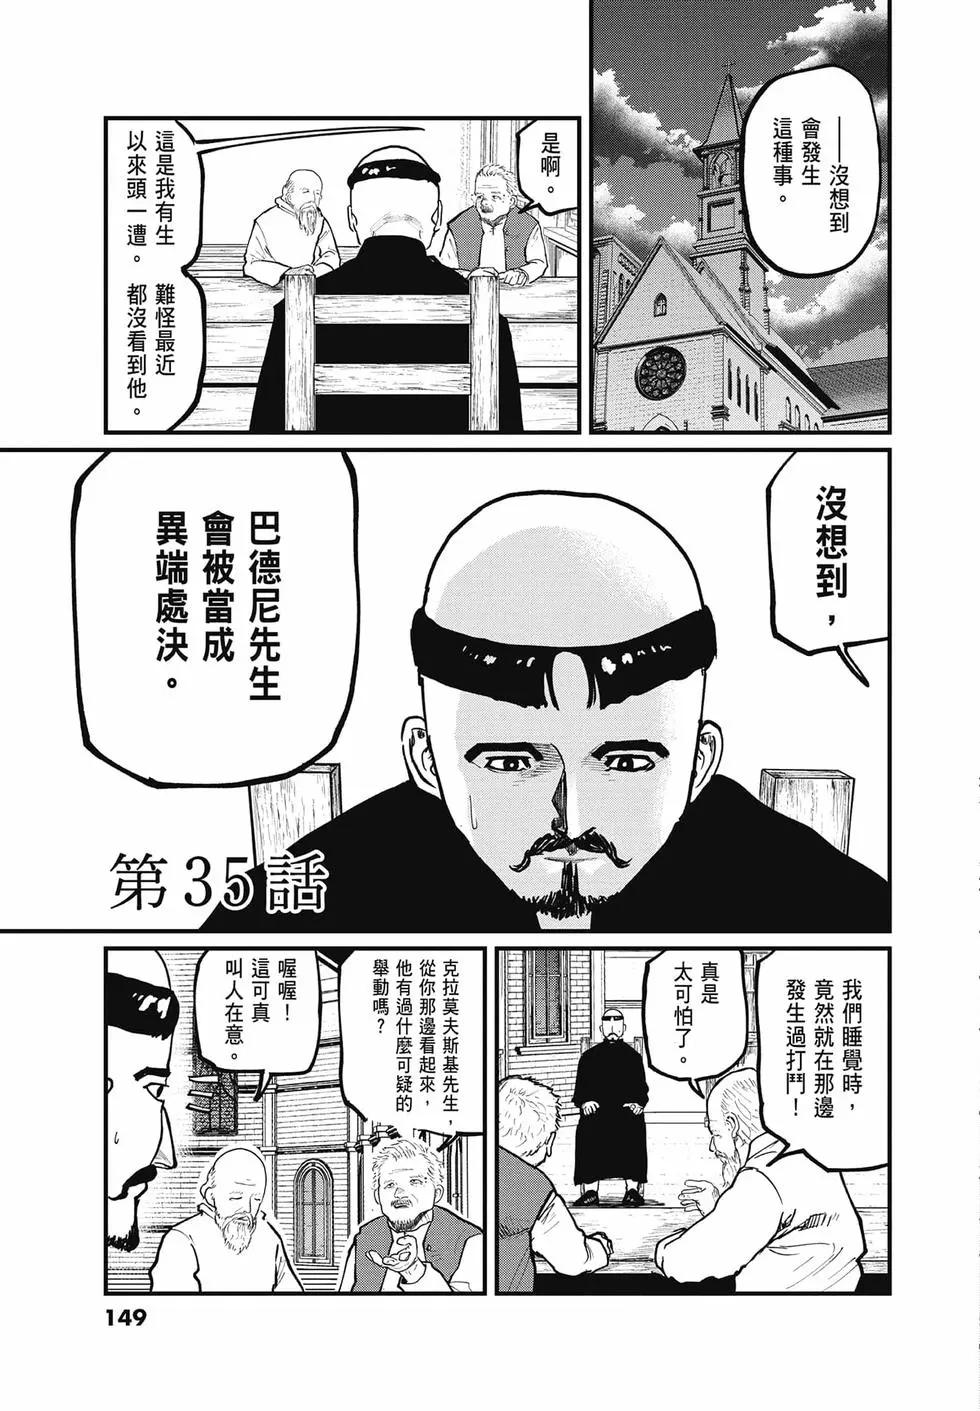 ──沒想到
會發生
這種事。
是啊。
這是我有生
以來頭一遭。
難怪最近
都沒看到他。
沒想到，
巴德尼先生
會被當成
異端處決。
第35話
我們睡覺時，
竟然就在那邊
發生過打鬥！
真是
太可怕了。
克拉莫夫斯基先生，
從你那邊看起來，
他有過什麼可疑的
舉動嗎？
喔喔！
這可真
叫人在意。
149